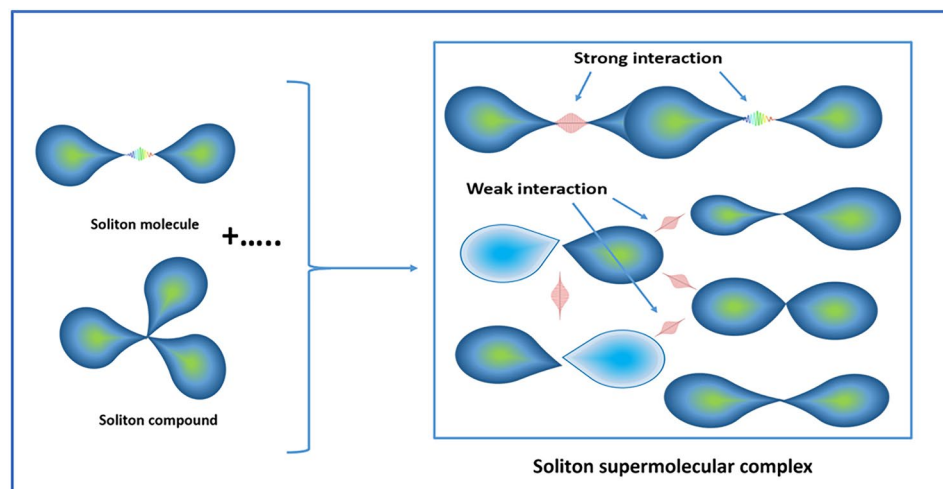 Strong interaction
Weak interaction
Soliton molecule
+.....
Soliton compound
Soliton supermolecular complex